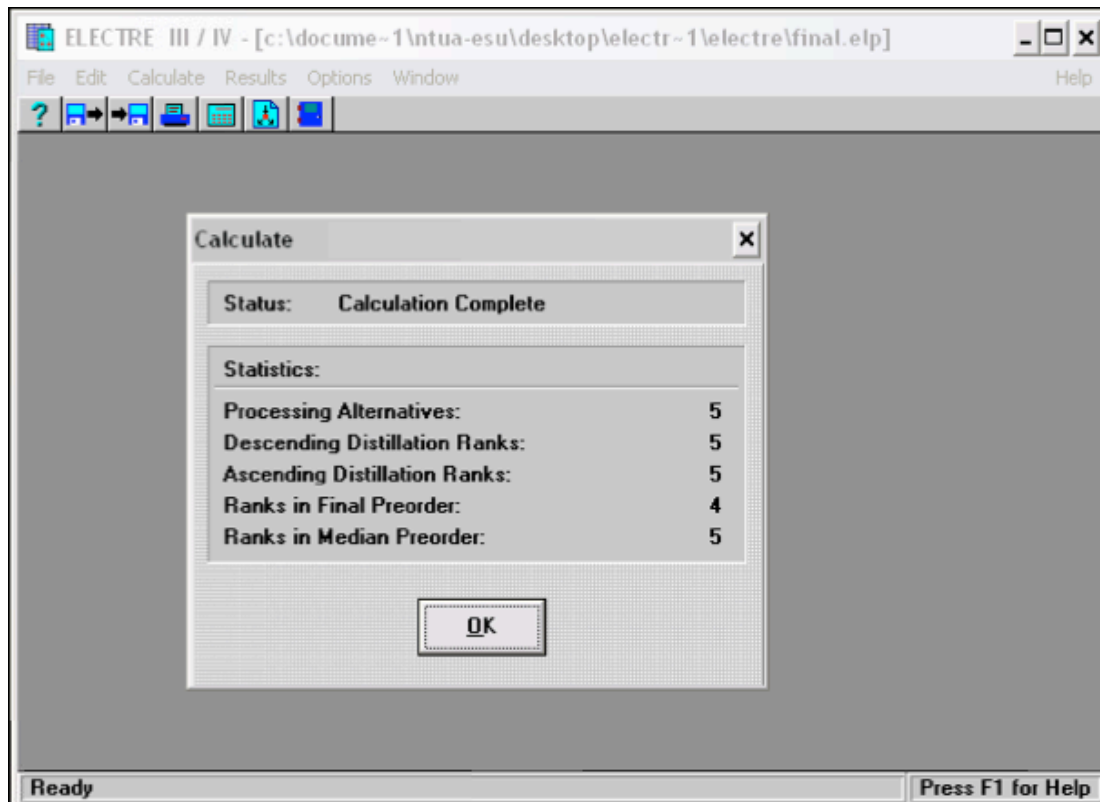 ELECTRE III / IV - [c:\docume~1\ntua-esu\desktop\electr~1\electre\final.elp]
File Edit Calculate Results Options Window Help
?
Calculate
Status: Calculation Complete
Statistics:
Processing Alternatives: 5
Descending Distillation Ranks: 5
Ascending Distillation Ranks: 5
Ranks in Final Preorder: 4
Ranks in Median Preorder: 5
OK
Ready Press F1 for Help